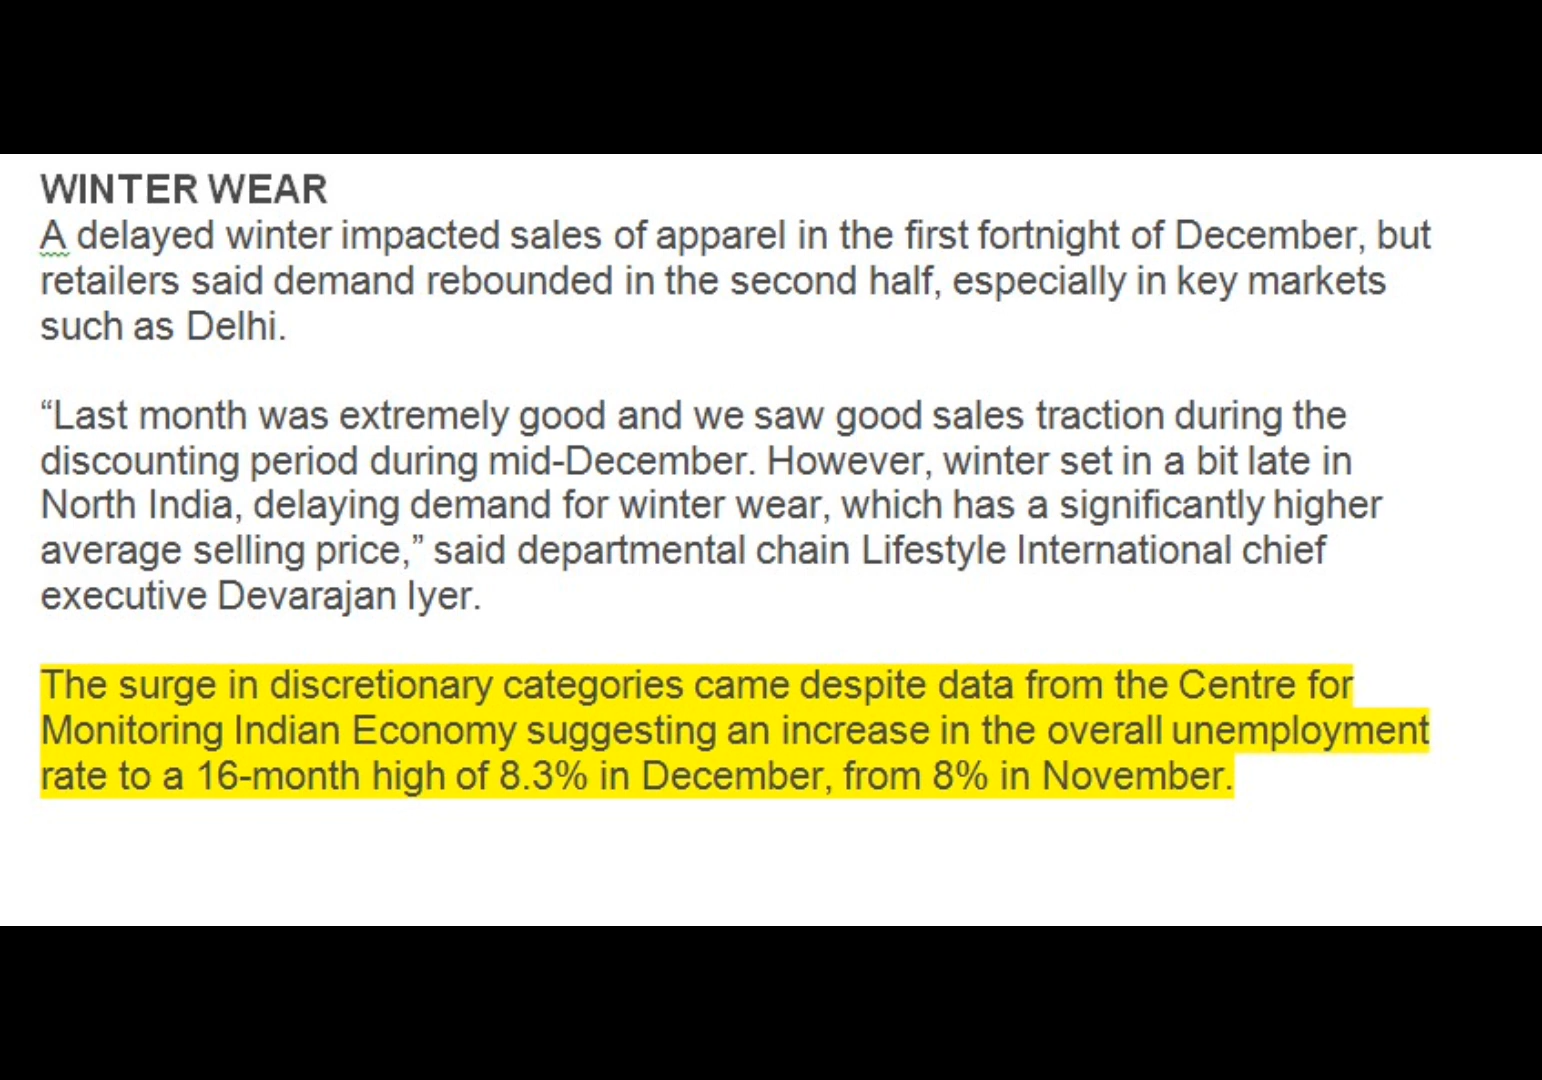 WINTER WEAR
A delayed winter impacted sales of apparel in the first fortnight of December, but
retailers said demand rebounded in the second half, especially in key markets
such as Delhi.
“Last month was extremely good and we saw good sales traction during the
discounting period during mid-December. However, winter set in a bit late in
North India, delaying demand for winter wear, which has a significantly higher
average selling price,” said departmental chain Lifestyle International chief
executive Devarajan Iyer.
The surge in discretionary categories came despite data from the Centre for
Monitoring Indian Economy suggesting an increase in the overall unemployment
rate to a 16-month high of 8.3% in December, from 8% in November.